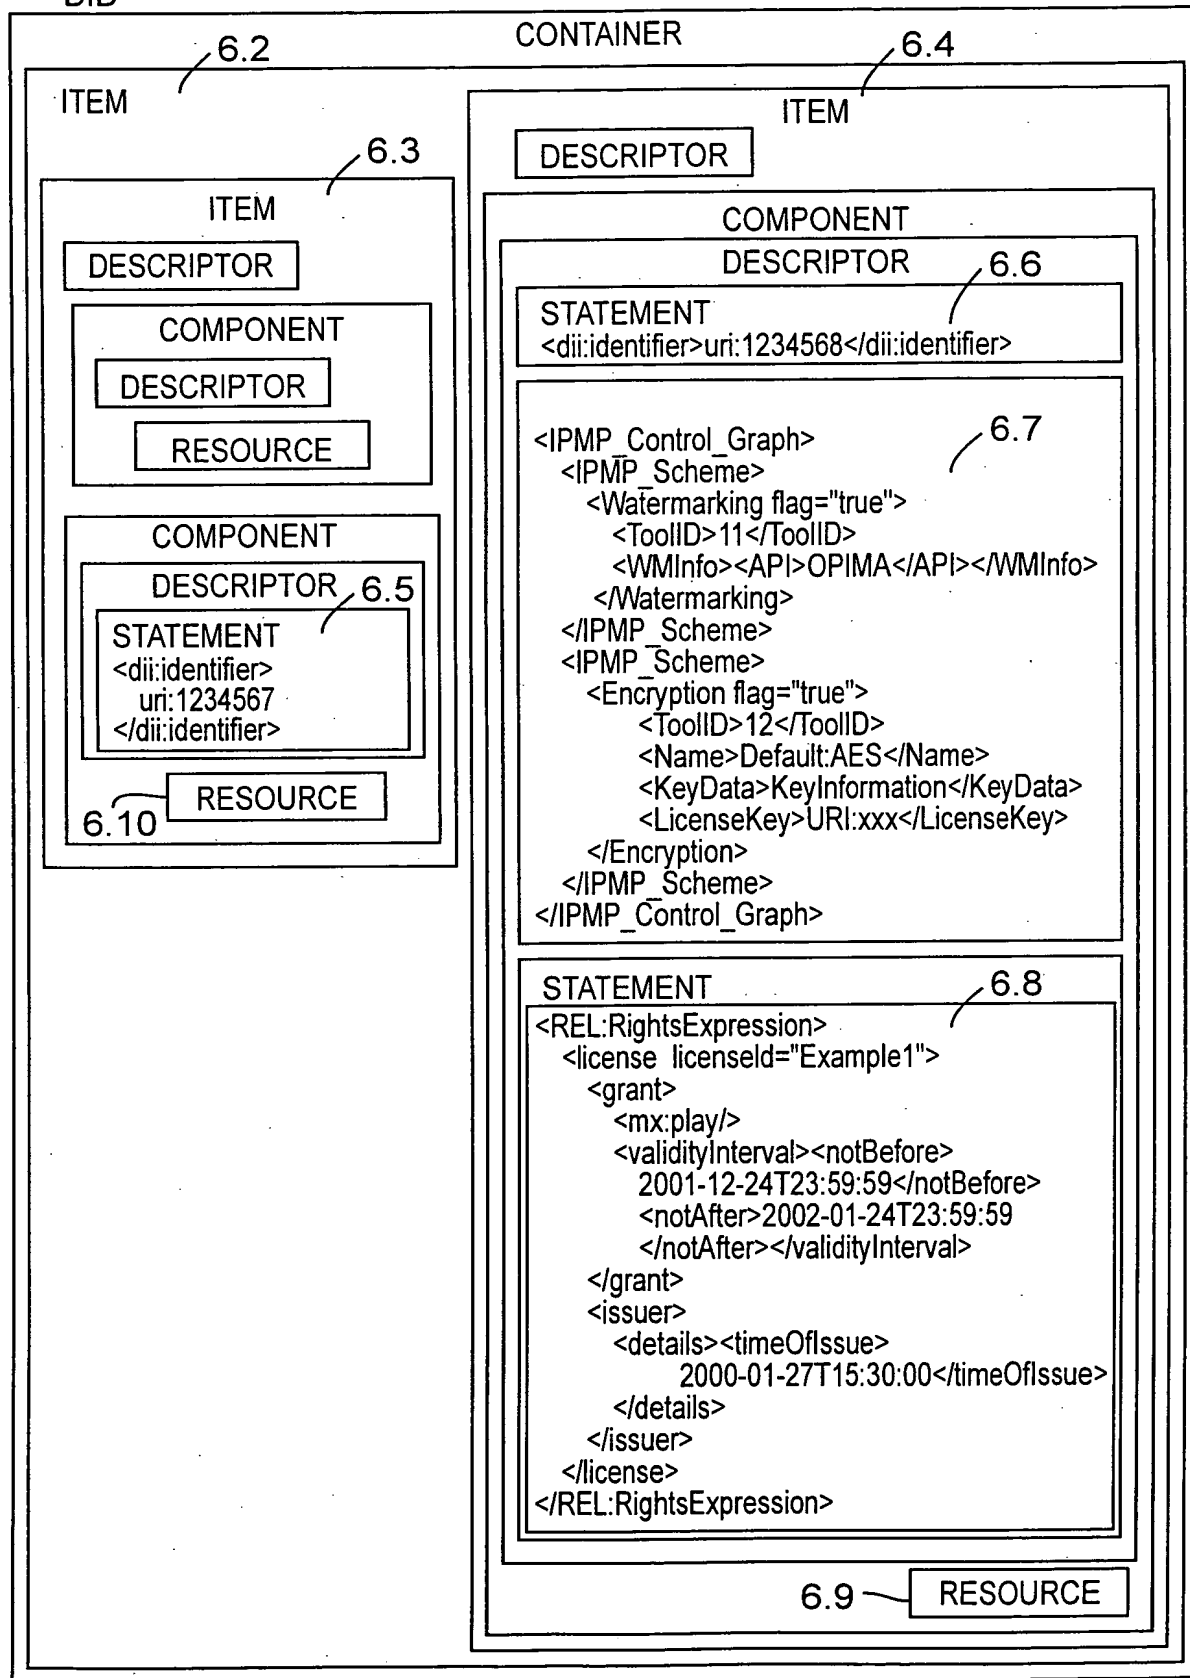 DID
CONTAINER
6.2
ITEM
6.3
ITEM
DESCRIPTOR
COMPONENT
DESCRIPTOR
RESOURCE
COMPONENT
DESCRIPTOR
6.5
STATEMENT
<dii:identifier>
uri:1234567
</dii:identifier>
RESOURCE
6.10
6.4
ITEM
DESCRIPTOR
COMPONENT
DESCRIPTOR
6.6
STATEMENT
<dii:identifier>uri:1234568</dii:identifier>
6.7
<IPMP_Control_Graph>
<IPMP_Scheme>
<Watermarking flag="true">
<ToolID>11</ToolID>
<WMInfo><API>OPIMA</API></WMInfo>
</Watermarking>
</IPMP_Scheme>
<IPMP_Scheme>
<Encryption flag="true">
<ToolID>12</ToolID>
<Name>Default:AES</Name>
<KeyData>KeyInformation</KeyData>
<LicenseKey>URI:xxx</LicenseKey>
</Encryption>
</IPMP_Scheme>
</IPMP_Control_Graph>
STATEMENT
6.8
<REL:RightsExpression>
<license licenseId="Example1">
<grant>
<mx:play/>
<validityInterval><notBefore>
2001-12-24T23:59:59</notBefore>
<notAfter>2002-01-24T23:59:59
</notAfter></validityInterval>
</grant>
<issuer>
<details><timeOfIssue>
2000-01-27T15:30:00</timeOfIssue>
</details>
</issuer>
</license>
</REL:RightsExpression>
6.9
RESOURCE